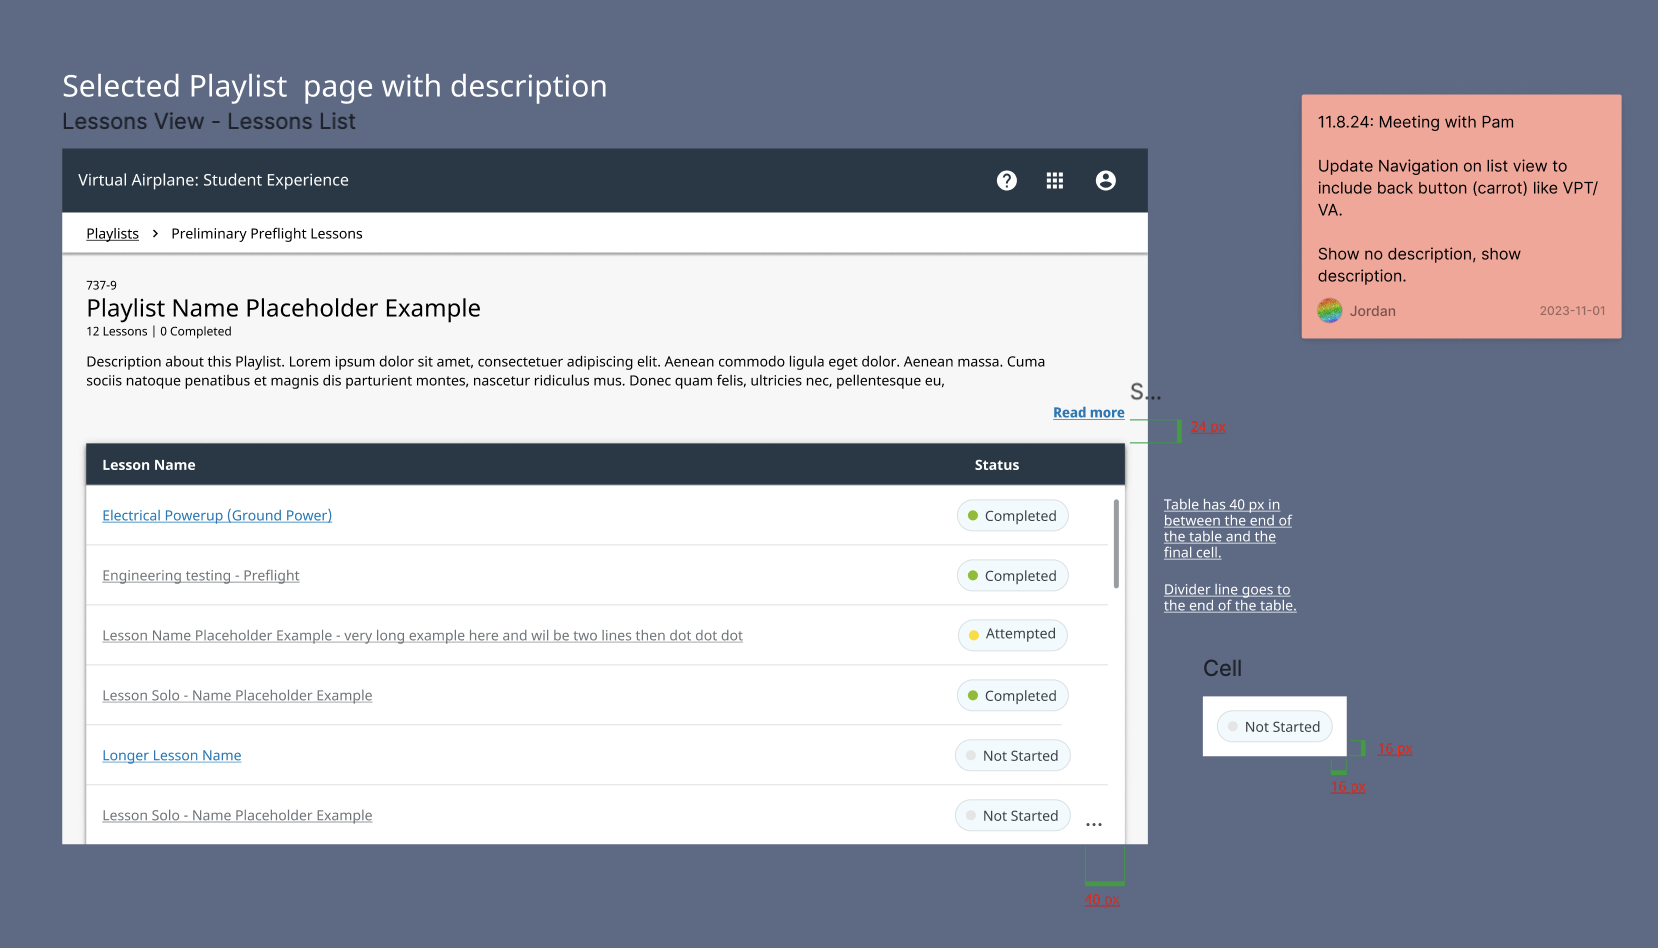 Selected Playlist  page with description
Lessons View - Lessons List
Virtual Airplane: Student Experience
Playlists > Preliminary Preflight Lessons
737-9
Playlist Name Placeholder Example
12 Lessons | 0 Completed
Description about this Playlist. Lorem ipsum dolor sit amet, consectetuer adipiscing elit. Aenean commodo ligula eget dolor. Aenean massa. Cuma
sociis natoque penatibus et magnis dis parturient montes, nascetur ridiculus mus. Donec quam felis, ultricies nec, pellentesque eu,
Read more
S...
24 px
Lesson Name Status
Electrical Powerup (Ground Power) Completed
Engineering testing - Preflight Completed
Lesson Name Placeholder Example - very long example here and wil be two lines then dot dot dot Attempted
Lesson Solo - Name Placeholder Example Completed
Longer Lesson Name Not Started
Lesson Solo - Name Placeholder Example Not Started ...
40 px
11.8.24: Meeting with Pam
Update Navigation on list view to
include back button (carrot) like VPT/
VA.
Show no description, show
description.
Jordan 2023-11-01
Table has 40 px in
between the end of
the table and the
final cell.
Divider line goes to
the end of the table.
Cell
Not Started
16 px
16 px